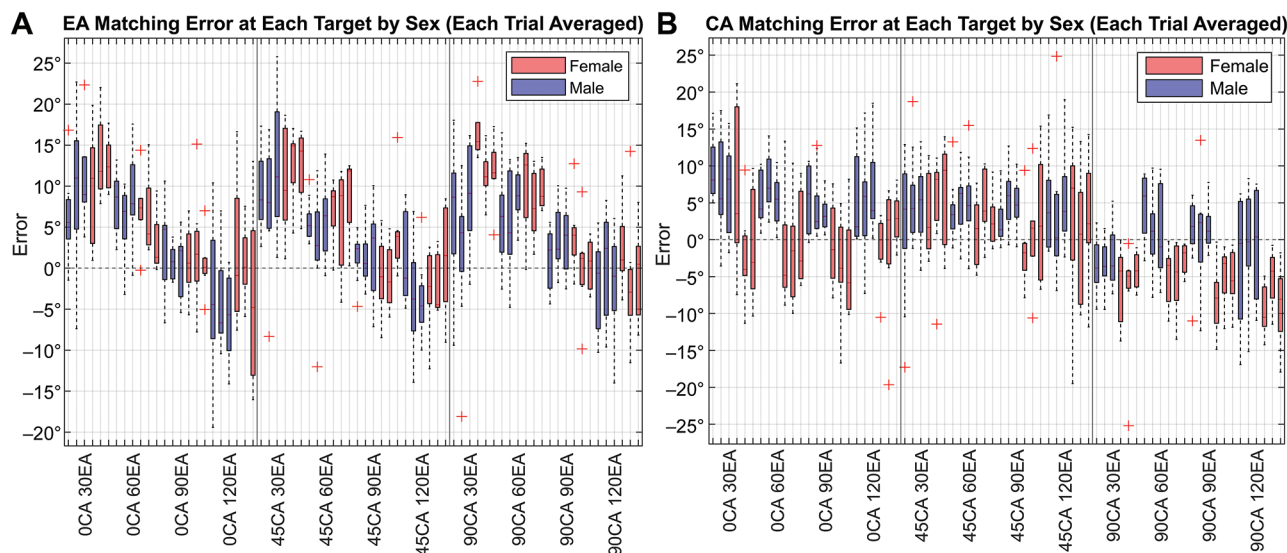 A
EA Matching Error at Each Target by Sex (Each Trial Averaged)
Error
25°
20°
15°
10°
5°
0°
−5°
−10°
−15°
−20°
Female
Male
0CA 30EA
0CA 60EA
0CA 90EA
0CA 120EA
45CA 30EA
45CA 60EA
45CA 90EA
45CA 120EA
90CA 30EA
90CA 60EA
90CA 90EA
90CA 120EA
B
CA Matching Error at Each Target by Sex (Each Trial Averaged)
Error
25°
20°
15°
10°
5°
0°
−5°
−10°
−15°
−20°
−25°
Female
Male
0CA 30EA
0CA 60EA
0CA 90EA
0CA 120EA
45CA 30EA
45CA 60EA
45CA 90EA
45CA 120EA
90CA 30EA
90CA 60EA
90CA 90EA
90CA 120EA